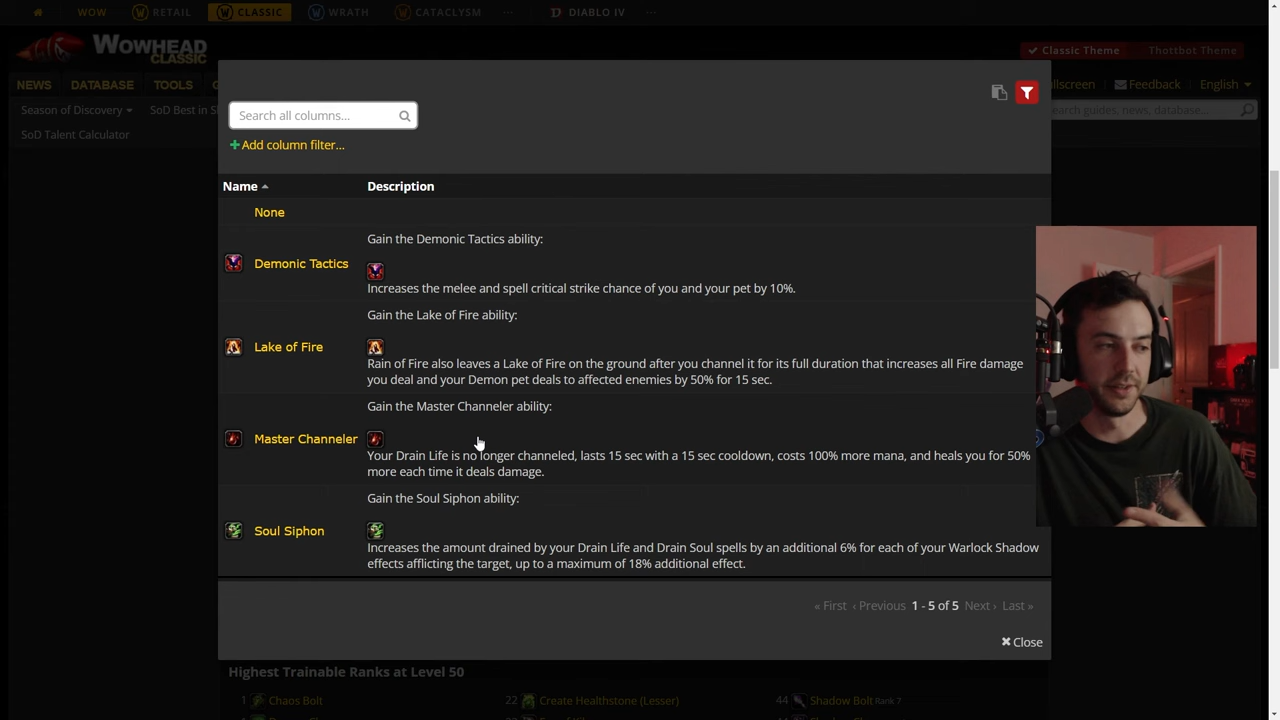 WOW RETAIL CLASSIC WRATH CATACLYSM ... DIABLO IV ...
WOWHEAD
CLASSIC
Classic Theme Thottbot Theme
NEWS DATABASE TOOLS Feedback English
Season of Discovery SoD Best in
SoD Talent Calculator
guides, news, database...
Search all columns...
+Add column filter...
Name Description
None
Gain the Demonic Tactics ability:
Demonic Tactics
Increases the melee and spell critical strike chance of you and your pet by 10%.
Gain the Lake of Fire ability:
Lake of Fire
Rain of Fire also leaves a Lake of Fire on the ground after you channel it for its full duration that increases all Fire damage
you deal and your Demon pet deals to affected enemies by 50% for 15 sec.
Gain the Master Channeler ability:
Master Channeler
Your Drain Life is no longer channeled, lasts 15 sec with a 15 sec cooldown, costs 100% more mana, and heals you for 50%
more each time it deals damage.
Gain the Soul Siphon ability:
Soul Siphon
Increases the amount drained by your Drain Life and Drain Soul spells by an additional 6% for each of your Warlock Shadow
effects afflicting the target, up to a maximum of 18% additional effect.
« First ‹ Previous 1 - 5 of 5 Next › Last »
Close
Highest Trainable Ranks at Level 50
1 Chaos Bolt 22 Create Healthstone (Lesser) 44 Shadow Bolt Rank 7